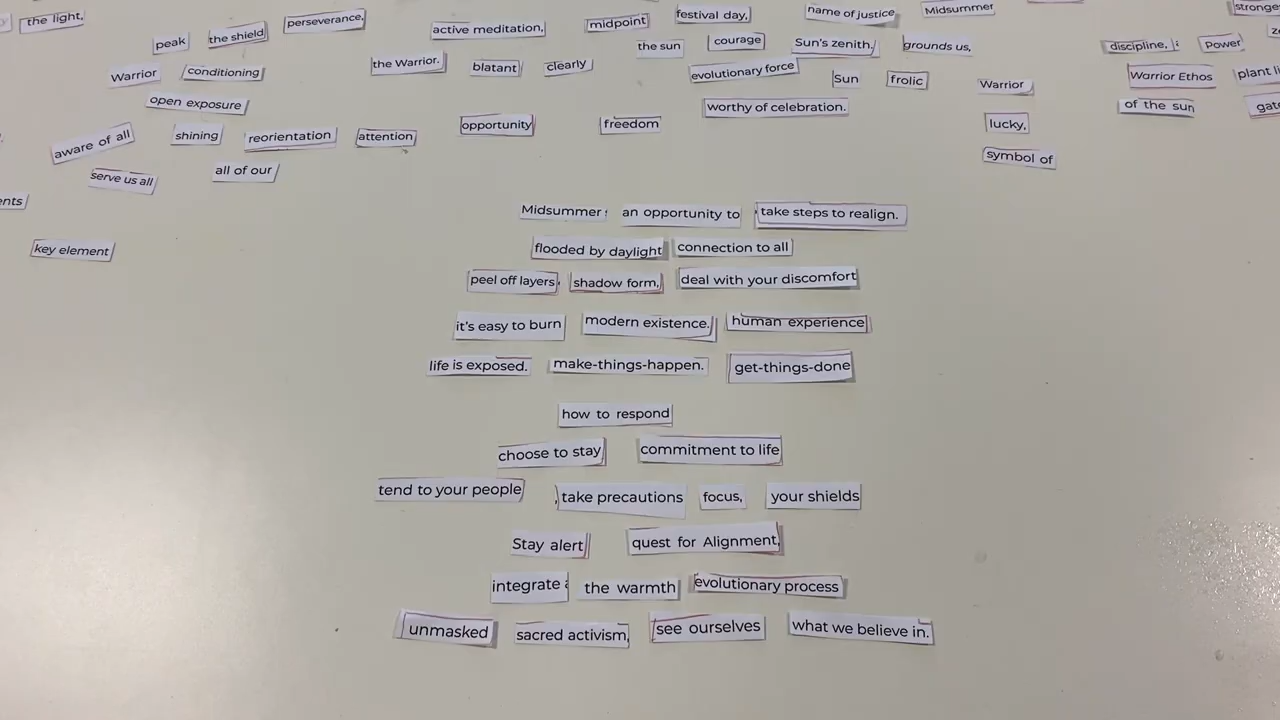 the light, perseverance, active meditation, midpoint festival day, name of justice Midsummer
peak the shield the sun courage Sun's zenith, grounds us, discipline, Power
Warrior conditioning the Warrior. blatant clearly evolutionary force Sun frolic Warrior Warrior Ethos
open exposure worthy of celebration. of the sun
aware of all shining reorientation attention opportunity freedom lucky,
serve us all all of our symbol of
key element
Midsummer an opportunity to take steps to realign.
flooded by daylight connection to all
peel off layers, shadow form, deal with your discomfort
it's easy to burn modern existence. human experience
life is exposed. make-things-happen. get-things-done
how to respond
choose to stay commitment to life
tend to your people , take precautions focus, your shields
Stay alert quest for Alignment,
integrate the warmth evolutionary process
unmasked sacred activism, see ourselves what we believe in.